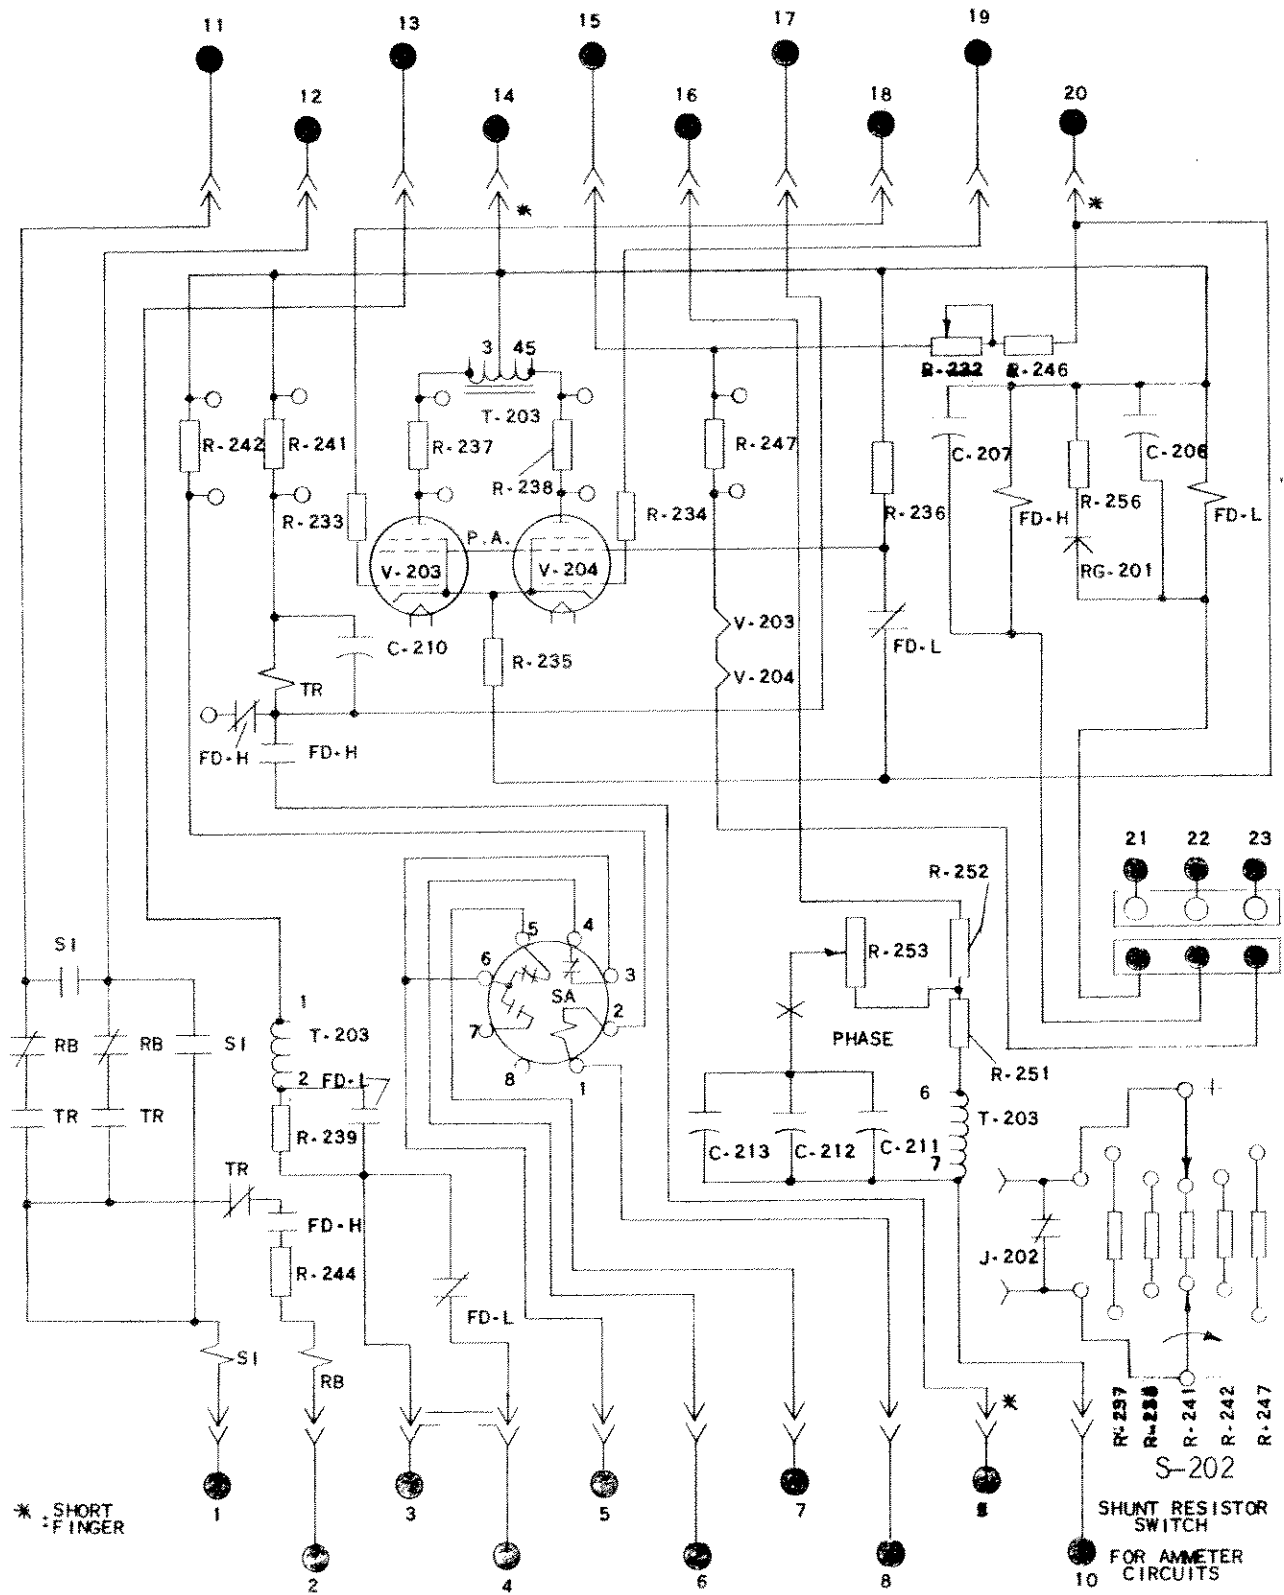 11
13
15
17
19
12
14
16
18
20
*
*
3 45
T-203
R-246
R-242
R-241
R-237
R-238
R-247
C-207
C-206
R-233
R-234
R-236
FD-H
R-256
FD-L
P.A.
V-203
V-204
RG-201
C-210
R-235
V-203
V-204
FD-L
TR
FD-H
FD-H
21
22
23
R-252
SI
5
4
6
3
SA
2
7
8
1
R-253
PHASE
1
RB
RB
SI
T-203
2
FD-L
R-251
6
T-203
TR
TR
R-239
C-213
C-212
C-211
7
+
TR
FD-H
R-244
J-202
FD-L
SI
RB
*
R-241
R-242
R-247
S-202
* : SHORT
FINGER
1
3
5
7
SHUNT RESISTOR
SWITCH
FOR AMMETER
CIRCUITS
2
4
6
8
10